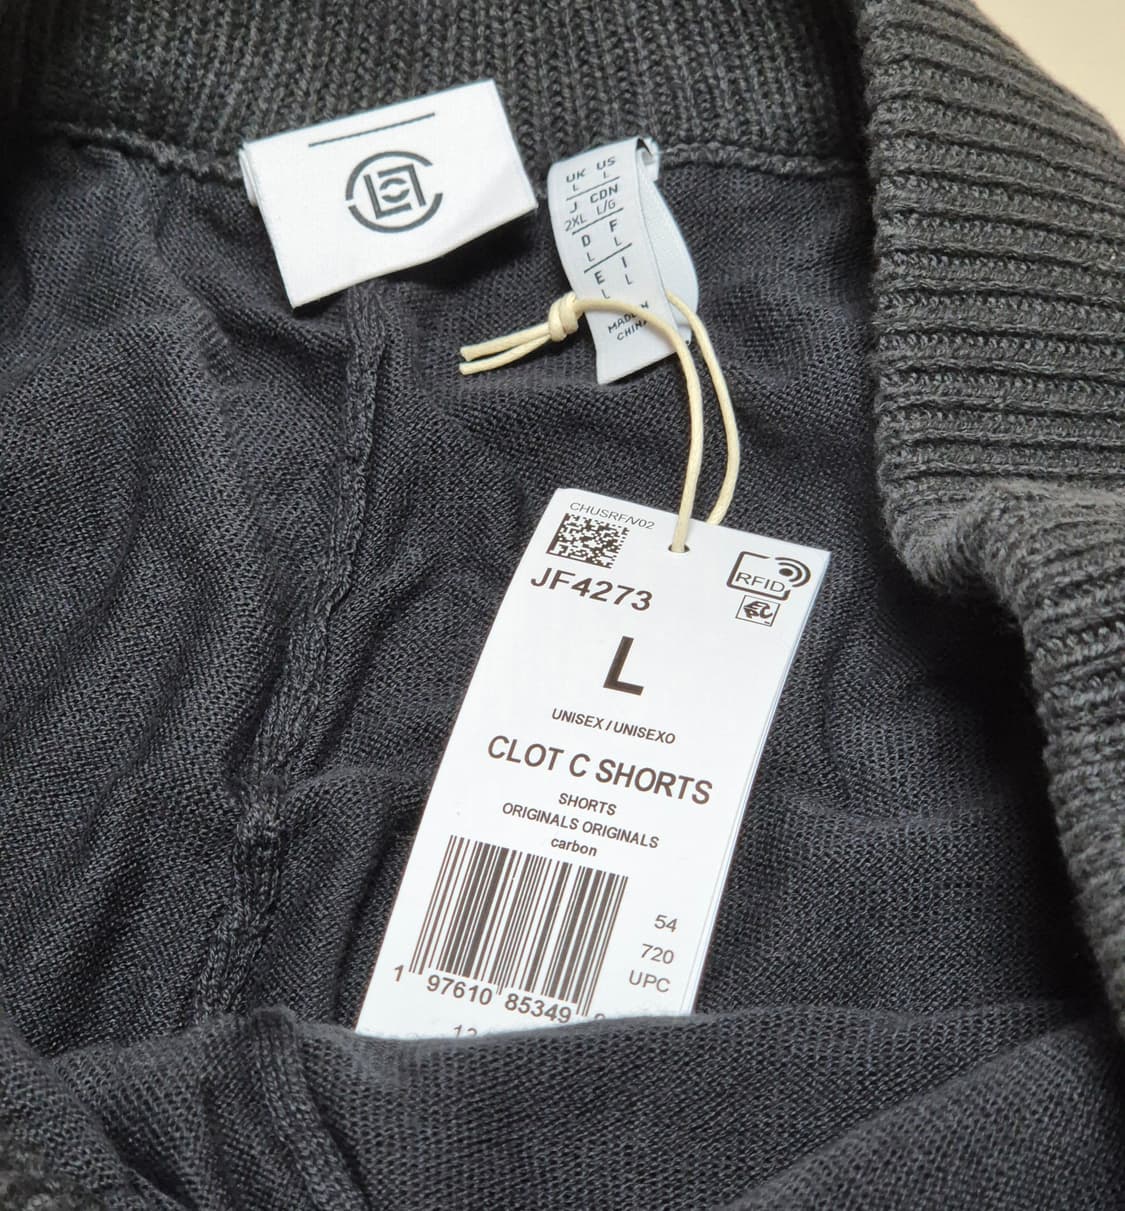 UK US
L L
J CDN
2XL L/G
D F
L L
E I
L L
MADE IN
CHINA
CHUSRF/V02
RFID
JF4273
L
UNISEX / UNISEXO
CLOT C SHORTS
SHORTS
ORIGINALS ORIGINALS
carbon
54
720
UPC
1 97610 85349